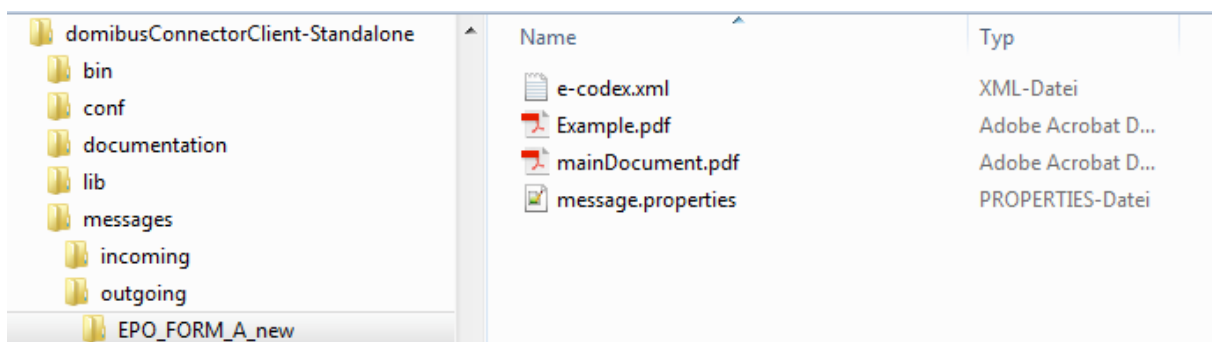 domibusConnectorClient-Standalone
bin
conf
documentation
lib
messages
incoming
outgoing
EPO_FORM_A_new
Name Typ
e-codex.xml XML-Datei
Example.pdf Adobe Acrobat D...
mainDocument.pdf Adobe Acrobat D...
message.properties PROPERTIES-Datei